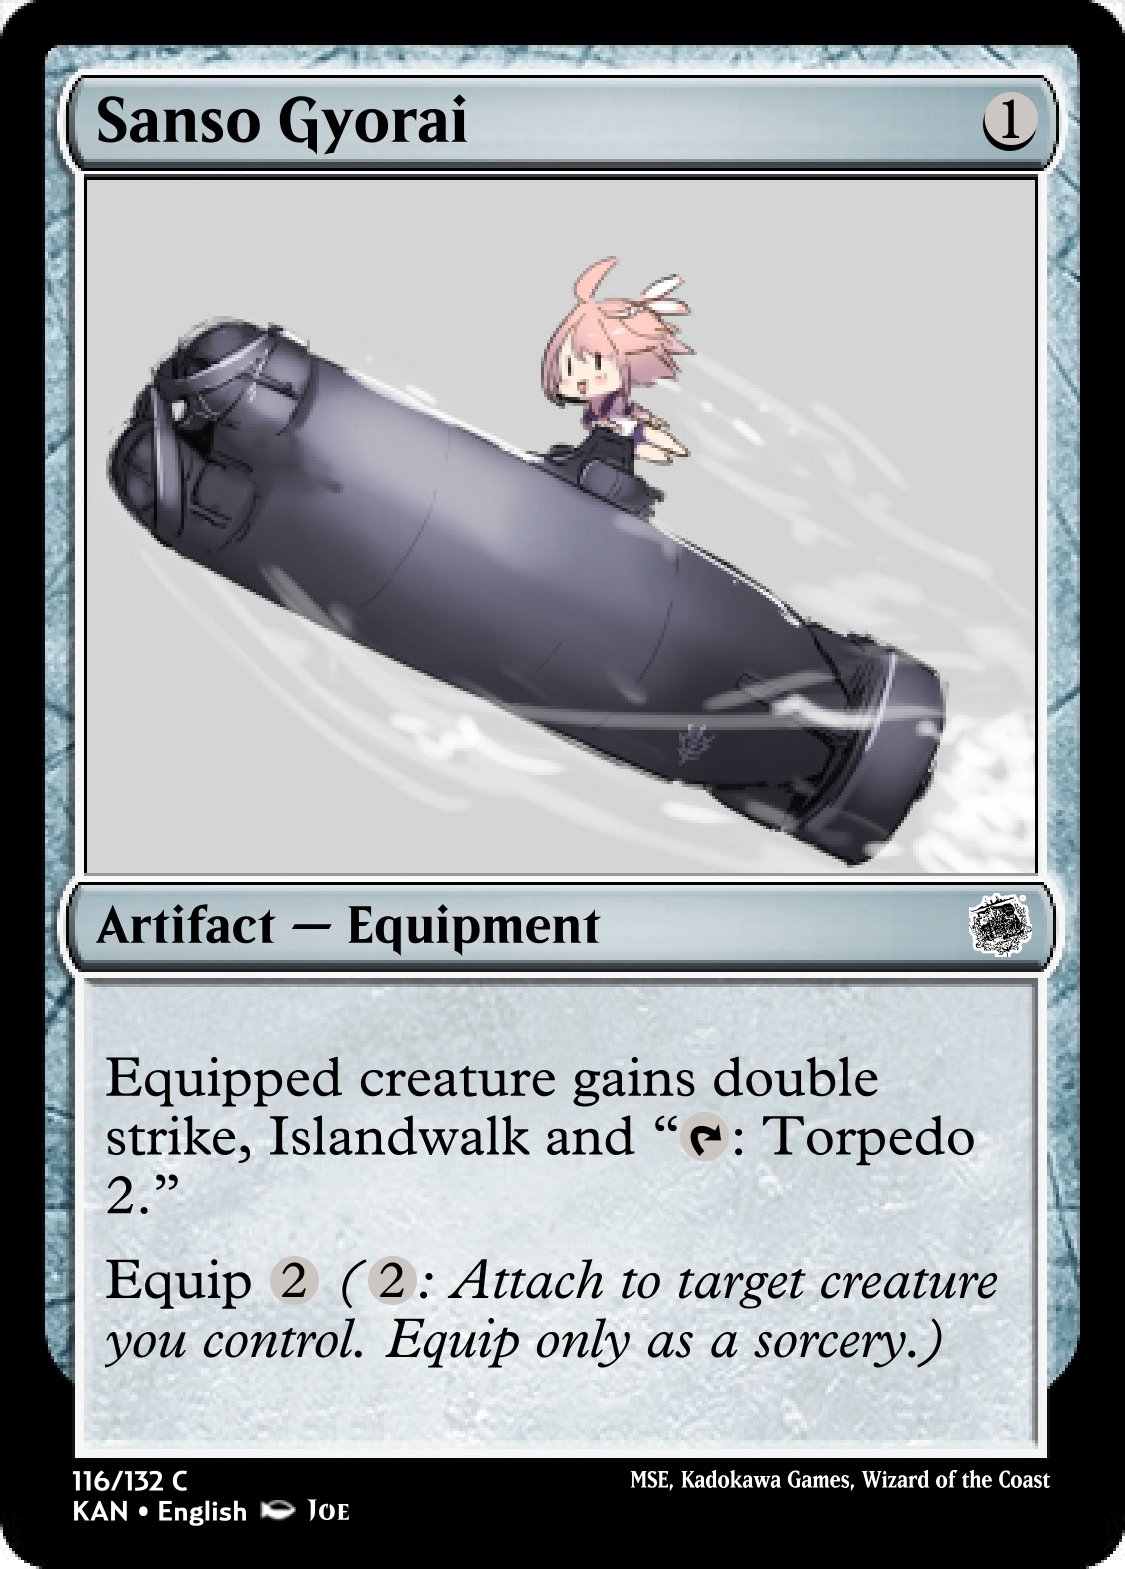 Sanso Gyorai
1
Artifact — Equipment
Equipped creature gains double
strike, Islandwalk and “: Torpedo
2.”
Equip 2 (2: Attach to target creature
you control. Equip only as a sorcery.)
116/132 C
MSE, Kadokawa Games, Wizard of the Coast
KAN • English Joe